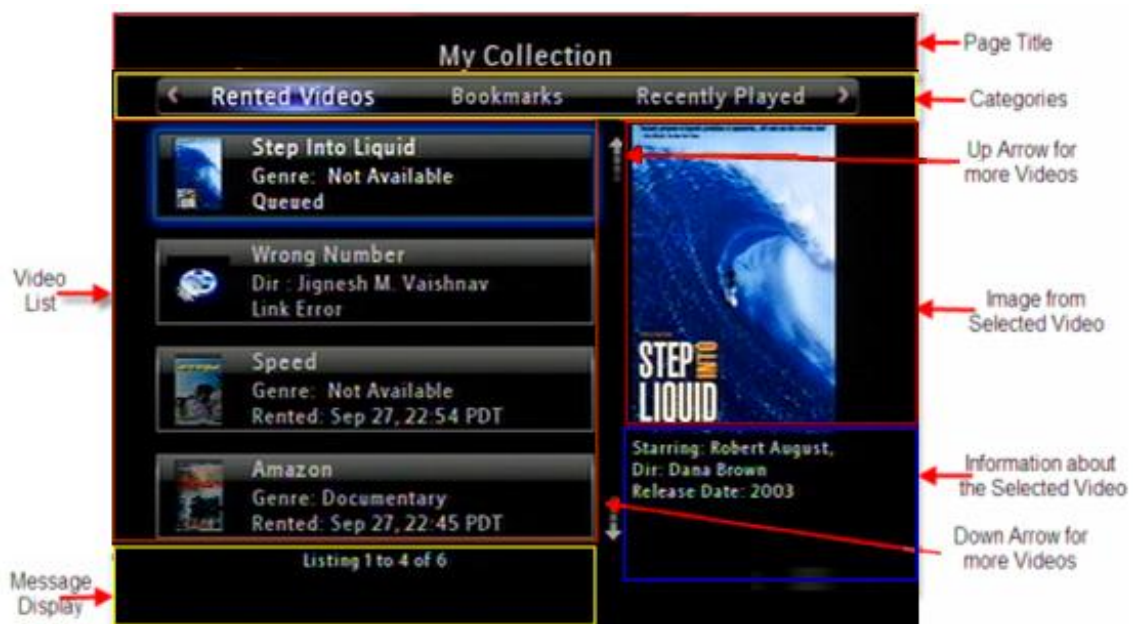 My Collection
Page Title
Rented Videos Bookmarks Recently Played
Categories
Step Into Liquid
Genre: Not Available
Queued
Up Arrow for
more Videos
Wrong Number
Dir : Jignesh M. Vaishnav
Link Error
Video
List
Image from
Selected Video
STEP INTO
LIQUID
Speed
Genre: Not Available
Rented: Sep 27, 22:54 PDT
Starring: Robert August,
Dir: Dana Brown
Release Date: 2003
Information about
the Selected Video
Amazon
Genre: Documentary
Rented: Sep 27, 22:45 PDT
Down Arrow for
more Videos
Listing 1 to 4 of 6
Message
Display